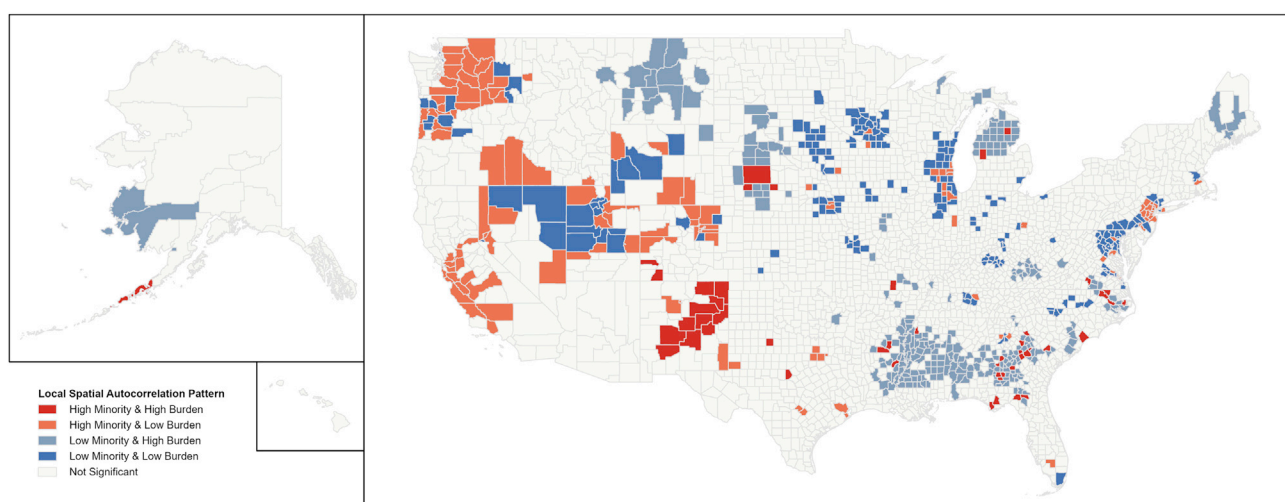 Local Spatial Autocorrelation Pattern
High Minority & High Burden
High Minority & Low Burden
Low Minority & High Burden
Low Minority & Low Burden
Not Significant